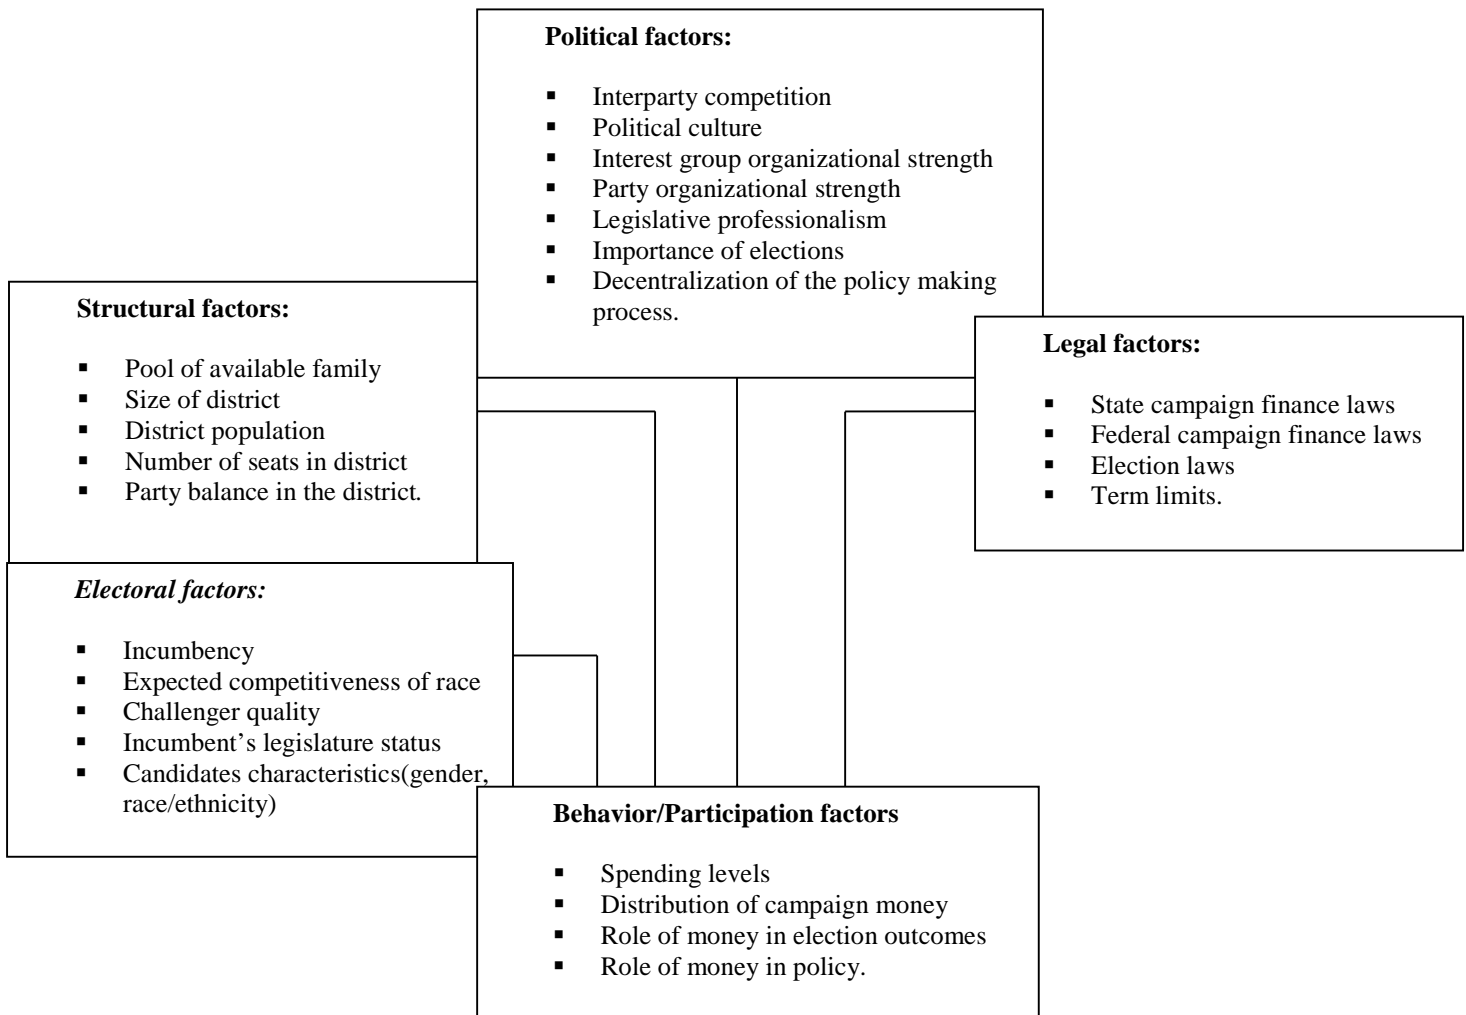 Political factors:
▪ Interparty competition
▪ Political culture
▪ Interest group organizational strength
▪ Party organizational strength
▪ Legislative professionalism
▪ Importance of elections
▪ Decentralization of the policy making
process.
Structural factors:
▪ Pool of available family
▪ Size of district
▪ District population
▪ Number of seats in district
▪ Party balance in the district.
Legal factors:
▪ State campaign finance laws
▪ Federal campaign finance laws
▪ Election laws
▪ Term limits.
Electoral factors:
▪ Incumbency
▪ Expected competitiveness of race
▪ Challenger quality
▪ Incumbent’s legislature status
▪ Candidates characteristics(gender,
race/ethnicity)
Behavior/Participation factors
▪ Spending levels
▪ Distribution of campaign money
▪ Role of money in election outcomes
▪ Role of money in policy.